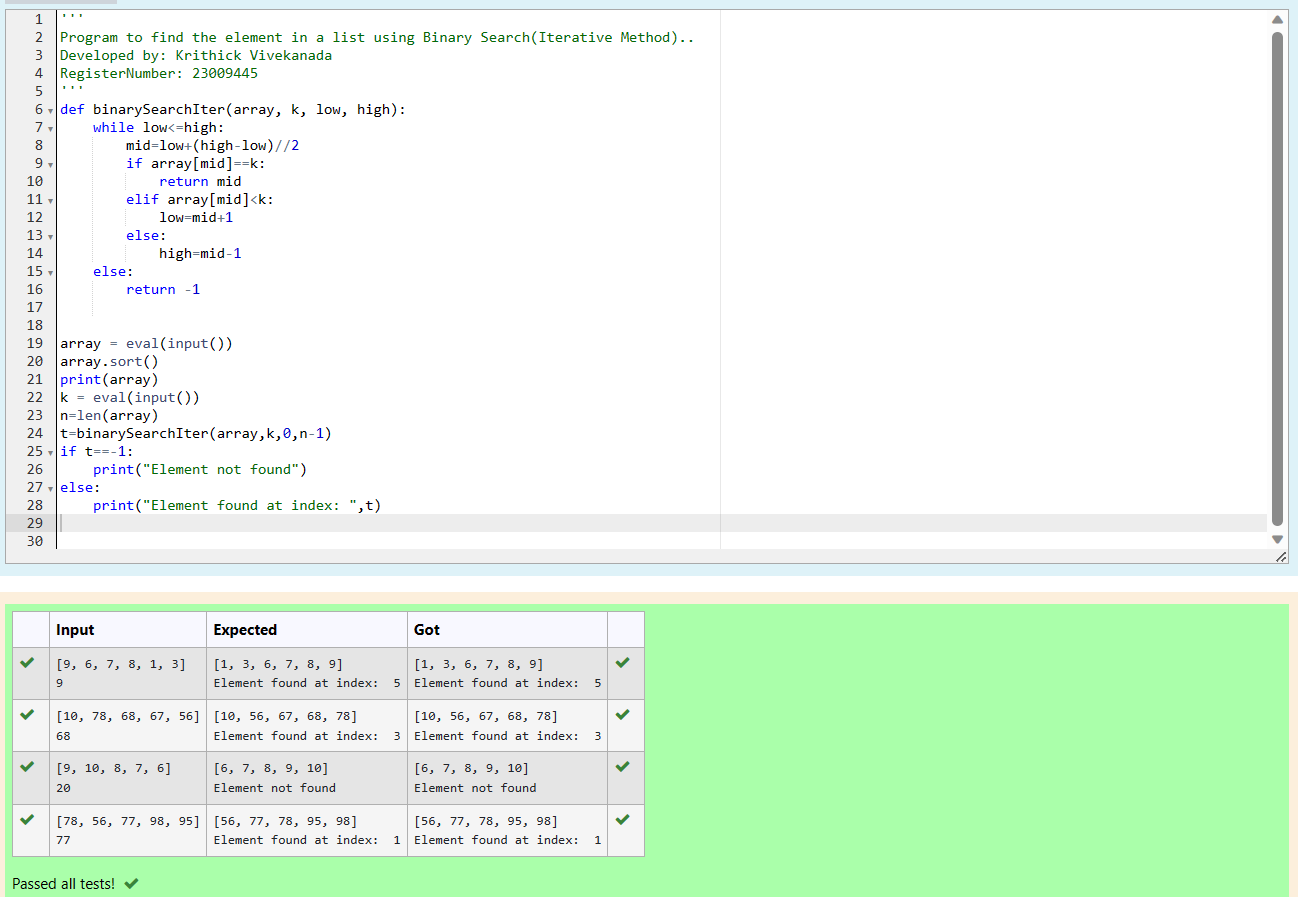 1 '''
2 Program to find the element in a list using Binary Search(Iterative Method)..
3 Developed by: Krithick Vivekanada
4 RegisterNumber: 23009445
5 '''
6 def binarySearchIter(array, k, low, high):
7     while low<=high:
8         mid=low+(high-low)//2
9         if array[mid]==k:
10             return mid
11         elif array[mid]<k:
12             low=mid+1
13         else:
14             high=mid-1
15     else:
16         return -1
17
18
19 array = eval(input())
20 array.sort()
21 print(array)
22 k = eval(input())
23 n=len(array)
24 t=binarySearchIter(array,k,0,n-1)
25 if t==-1:
26     print("Element not found")
27 else:
28     print("Element found at index: ",t)
29
30
Input Expected Got
[9, 6, 7, 8, 1, 3] [1, 3, 6, 7, 8, 9] [1, 3, 6, 7, 8, 9]
9 Element found at index:  5 Element found at index:  5
[10, 78, 68, 67, 56] [10, 56, 67, 68, 78] [10, 56, 67, 68, 78]
68 Element found at index:  3 Element found at index:  3
[9, 10, 8, 7, 6] [6, 7, 8, 9, 10] [6, 7, 8, 9, 10]
20 Element not found Element not found
[78, 56, 77, 98, 95] [56, 77, 78, 95, 98] [56, 77, 78, 95, 98]
77 Element found at index:  1 Element found at index:  1
Passed all tests!